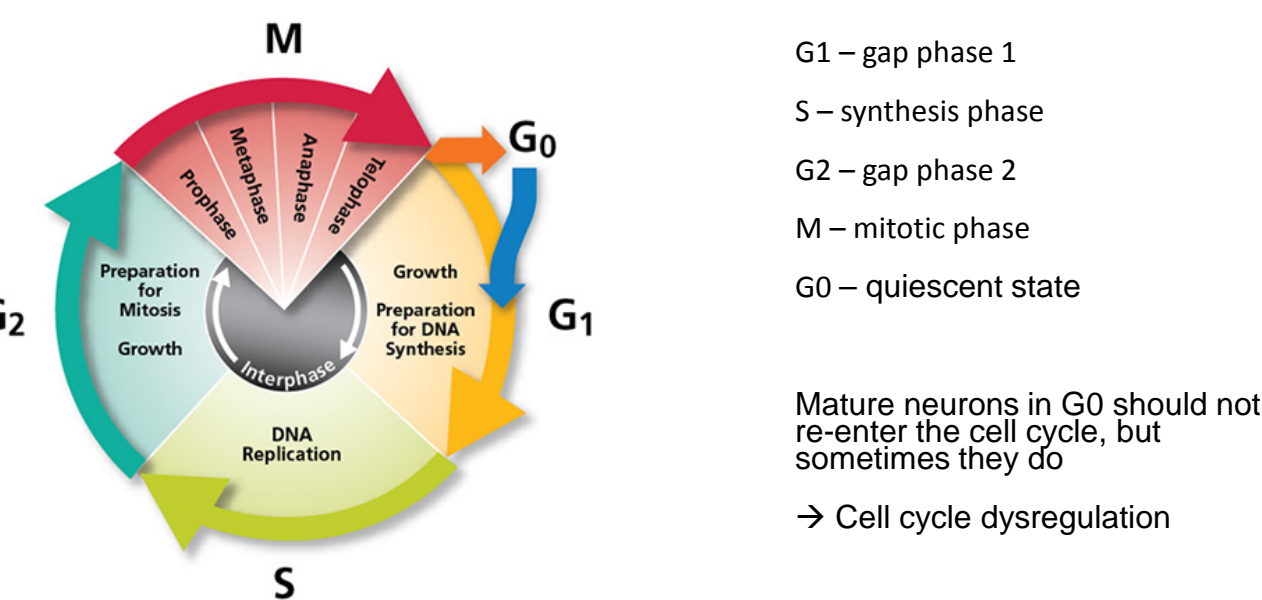 M
G0
Prophase
Metaphase
Anaphase
Telophase
Preparation
for
Mitosis
Growth
Growth
Preparation
for DNA
Synthesis
G2
G1
Interphase
DNA
Replication
S
G1 – gap phase 1
S – synthesis phase
G2 – gap phase 2
M – mitotic phase
G0 – quiescent state
Mature neurons in G0 should not
re-enter the cell cycle, but
sometimes they do
→ Cell cycle dysregulation